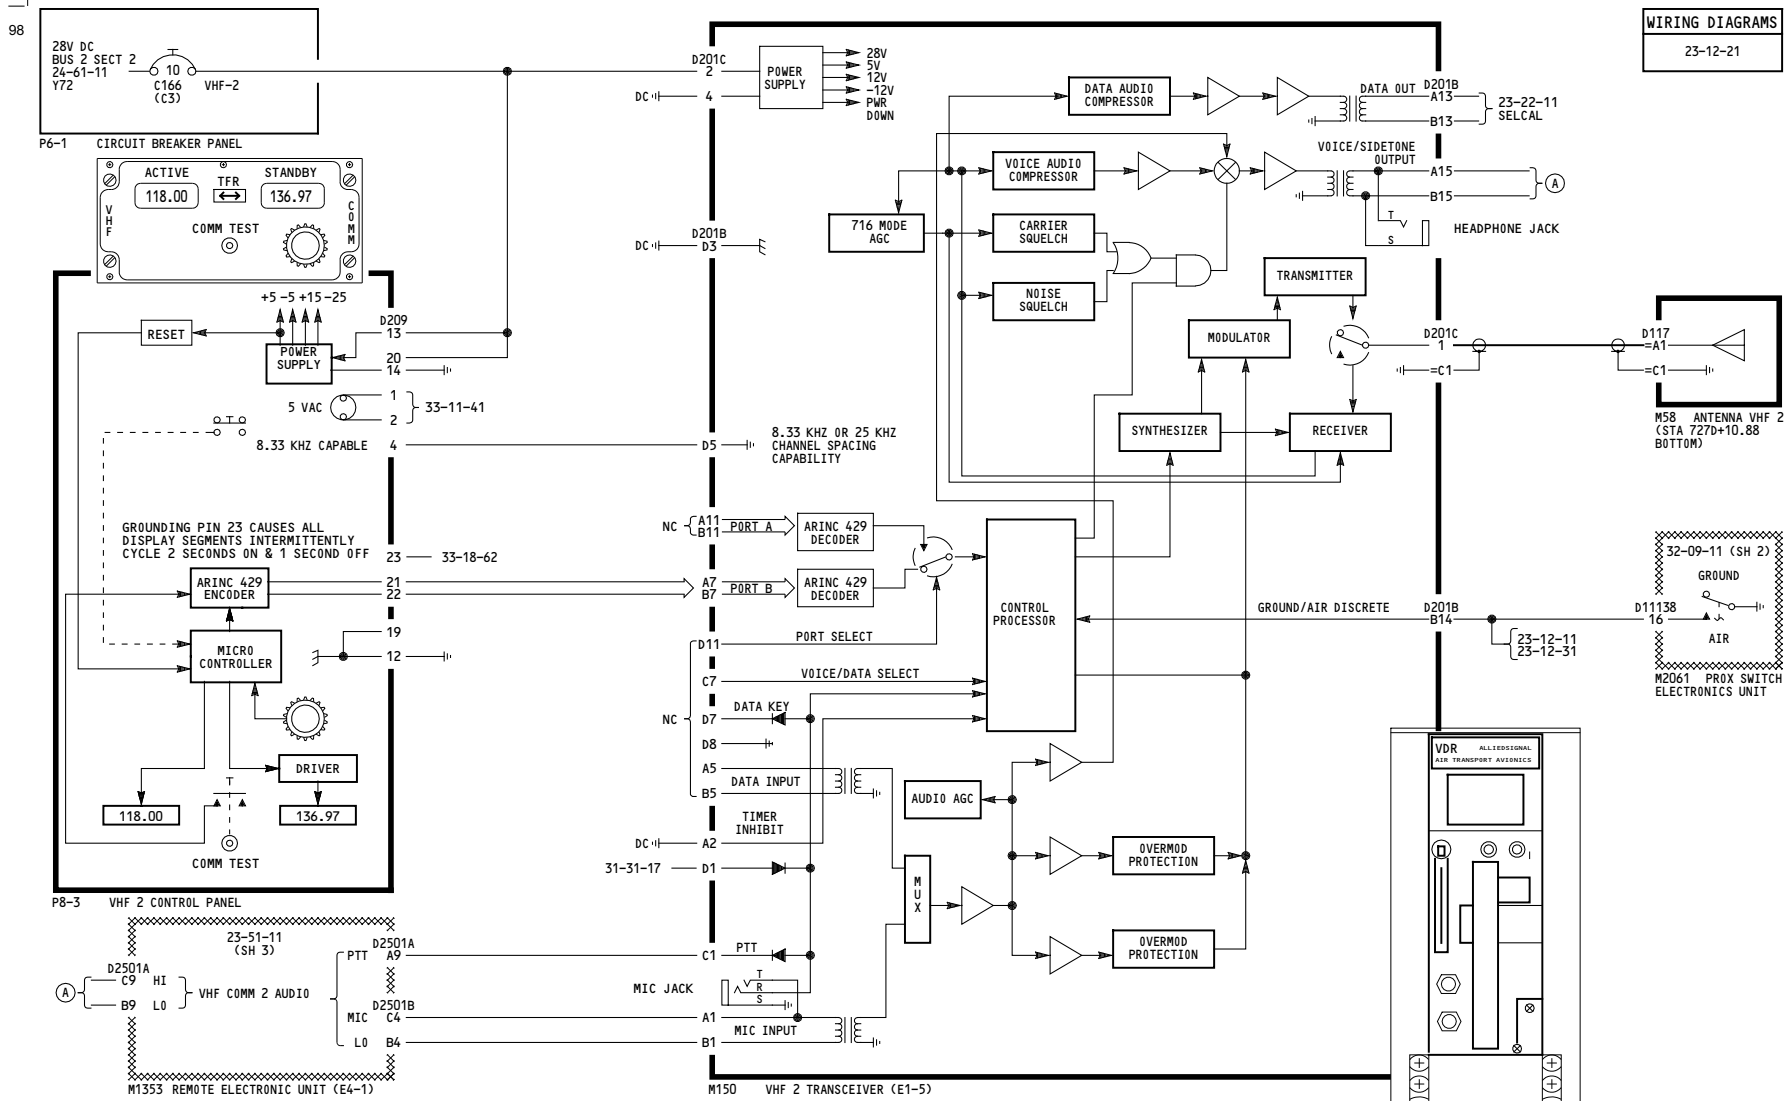 98
WIRING DIAGRAMS
23-12-21
28V DC
BUS 2 SECT 2
24-61-11
Y72
10
C166
(C3)
VHF-2
P6-1 CIRCUIT BREAKER PANEL
ACTIVE
STANDBY
TFR
118.00
136.97
VHF
COMM
COMM TEST
+5 -5 +15 -25
RESET
POWER
SUPPLY
D209
13
20
14
5 VAC
1
2
33-11-41
8.33 KHZ CAPABLE
4
GROUNDING PIN 23 CAUSES ALL
DISPLAY SEGMENTS INTERMITTENTLY
CYCLE 2 SECONDS ON & 1 SECOND OFF
23
33-18-62
ARINC 429
ENCODER
21
22
19
12
MICRO
CONTROLLER
DRIVER
118.00
136.97
COMM TEST
P8-3 VHF 2 CONTROL PANEL
23-51-11
(SH 3)
D2501A
PTT A9
D2501A
A
C9 HI
B9 LO
VHF COMM 2 AUDIO
D2501B
MIC C4
LO B4
M1353 REMOTE ELECTRONIC UNIT (E4-1)
D201C
2
DC 4
POWER
SUPPLY
28V
5V
12V
-12V
PWR
DOWN
D201B
DC D3
D5
8.33 KHZ OR 25 KHZ
CHANNEL SPACING
CAPABILITY
NC
A11
B11
PORT A
ARINC 429
DECODER
A7
B7
PORT B
ARINC 429
DECODER
D11
PORT SELECT
C7
VOICE/DATA SELECT
NC
D7
DATA KEY
D8
A5
DATA INPUT
B5
TIMER
INHIBIT
DC A2
31-31-17 D1
C1 PTT
MIC JACK
T
R
S
A1
MIC INPUT
B1
M150 VHF 2 TRANSCEIVER (E1-5)
DATA AUDIO
COMPRESSOR
DATA OUT
D201B
A13
B13
23-22-11
SELCAL
VOICE AUDIO
COMPRESSOR
VOICE/SIDETONE
OUTPUT
A15
B15
A
T
S
HEADPHONE JACK
716 MODE
AGC
CARRIER
SQUELCH
NOISE
SQUELCH
TRANSMITTER
MODULATOR
SYNTHESIZER
RECEIVER
D201C
1
=C1
D117
=A1
=C1
M58 ANTENNA VHF 2
(STA 727D+10.88
BOTTOM)
CONTROL
PROCESSOR
GROUND/AIR DISCRETE
D201B
B14
23-12-11
23-12-31
32-09-11 (SH 2)
GROUND
D11138
16
AIR
M2061 PROX SWITCH
ELECTRONICS UNIT
AUDIO AGC
MUX
OVERMOD
PROTECTION
OVERMOD
PROTECTION
VDR ALLIEDSIGNAL
AIR TRANSPORT AVIONICS